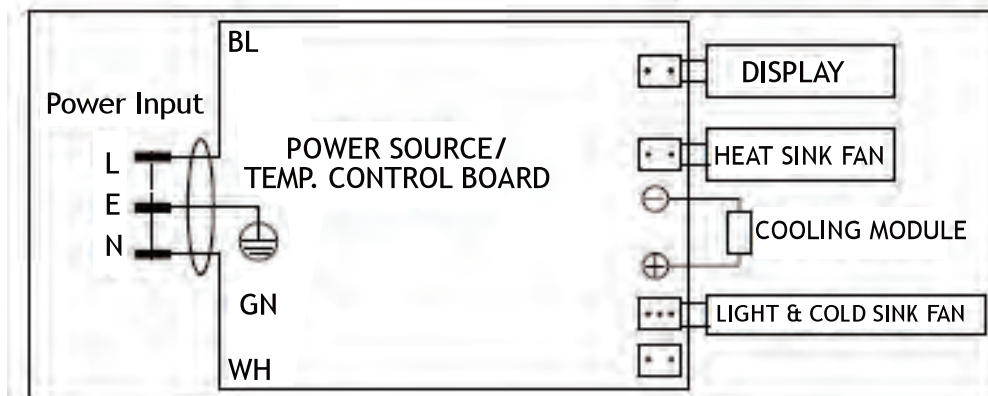 BL
Power Input
L
E
N
POWER SOURCE/
TEMP. CONTROL BOARD
GN
WH
DISPLAY
HEAT SINK FAN
COOLING MODULE
LIGHT & COLD SINK FAN